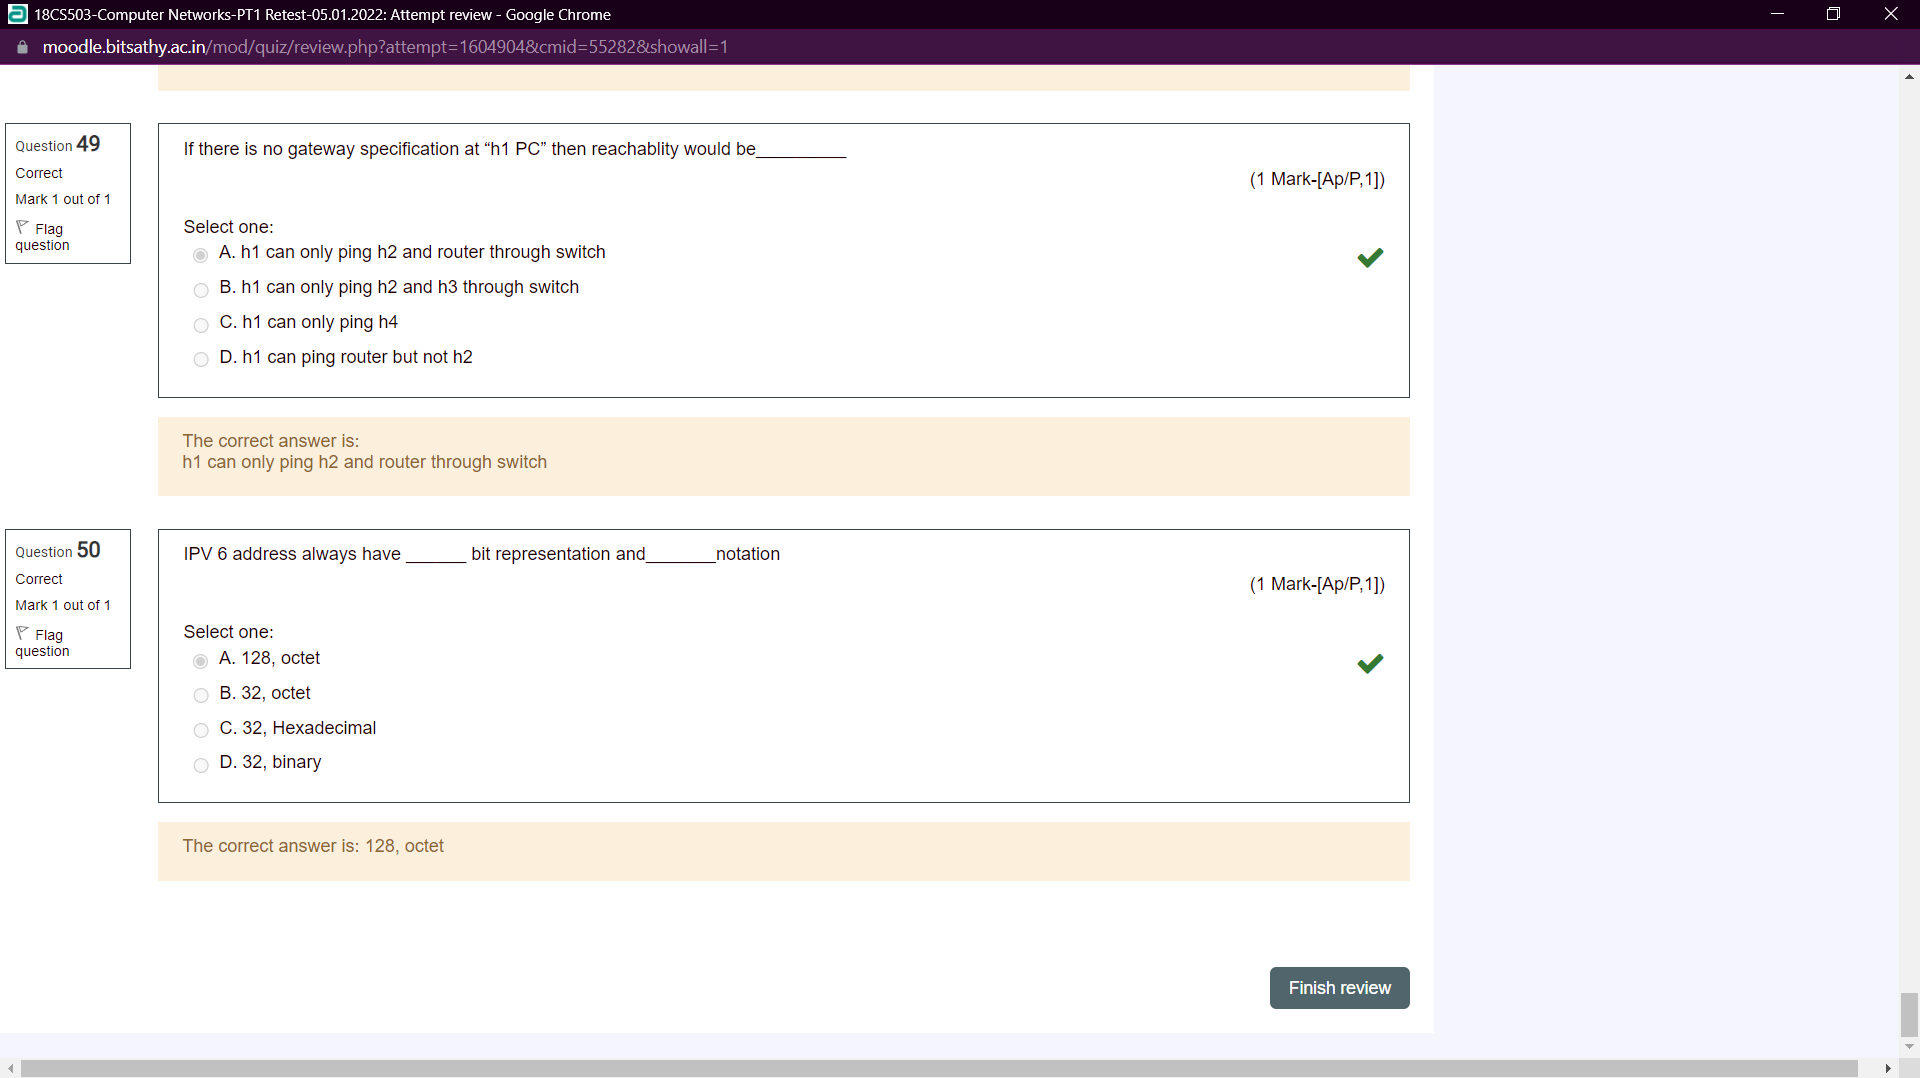 18CS503-Computer Networks-PT1 Retest-05.01.2022: Attempt review - Google Chrome
moodle.bitsathy.ac.in/mod/quiz/review.php?attempt=1604904&cmid=55282&showall=1
Question 49
Correct
Mark 1 out of 1
Flag
question
If there is no gateway specification at “h1 PC” then reachablity would be_________
(1 Mark-[Ap/P,1])
Select one:
A. h1 can only ping h2 and router through switch
B. h1 can only ping h2 and h3 through switch
C. h1 can only ping h4
D. h1 can ping router but not h2
The correct answer is:
h1 can only ping h2 and router through switch
Question 50
Correct
Mark 1 out of 1
Flag
question
IPV 6 address always have ______ bit representation and_______notation
(1 Mark-[Ap/P,1])
Select one:
A. 128, octet
B. 32, octet
C. 32, Hexadecimal
D. 32, binary
The correct answer is: 128, octet
Finish review